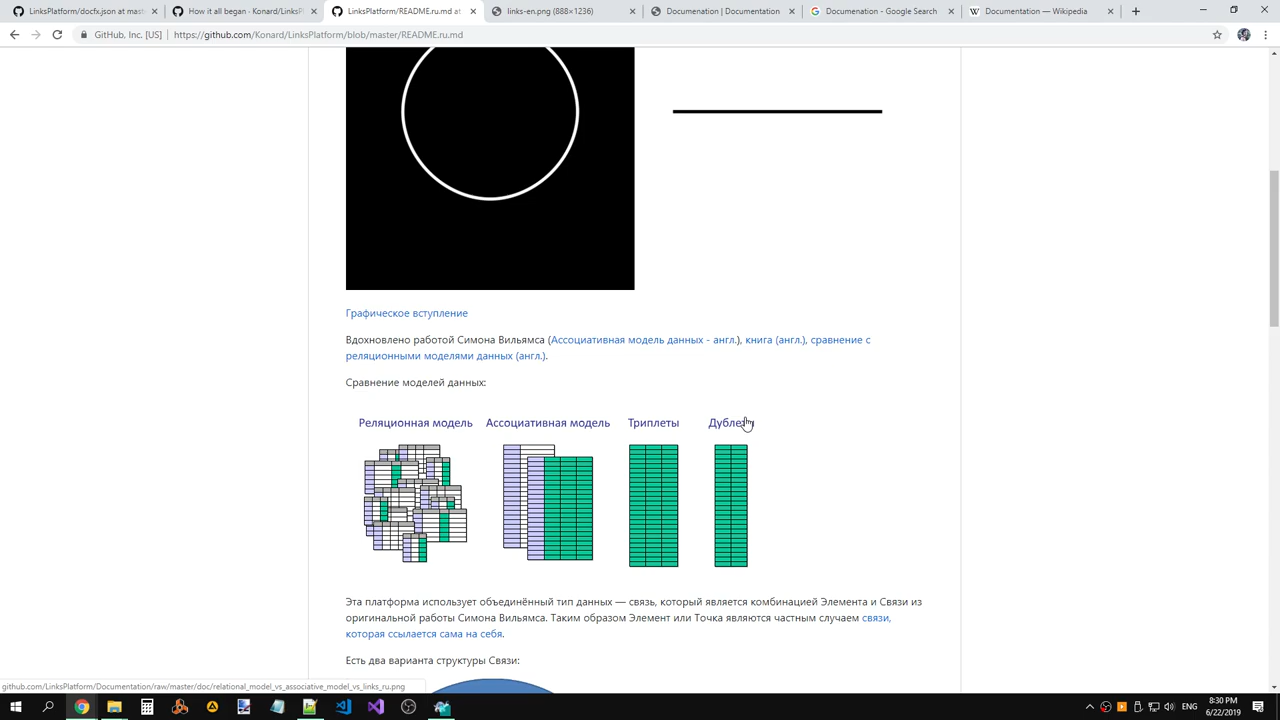 LinksPlatform/docfx.json at mast
How it all began · Konard/LinksP
LinksPlatform/README.ru.md at
links-en.png (888×1236)
Documentation | Documentation
Documentation - Google Search
Documentation — Wikipedia
GitHub, Inc. [US] | https://github.com/Konard/LinksPlatform/blob/master/README.ru.md
Графическое вступление
Вдохновлено работой Симона Вильямса (Ассоциативная модель данных - англ.), книга (англ.), сравнение с
реляционными моделями данных (англ.).
Сравнение моделей данных:
Реляционная модель Ассоциативная модель Триплеты Дублеты
Эта платформа использует объединённый тип данных — связь, который является комбинацией Элемента и Связи из
оригинальной работы Симона Вильямса. Таким образом Элемент или Точка являются частным случаем связи,
которая ссылается сама на себя.
Есть два варианта структуры Связи:
github.com/LinksPlatform/Documentation/raw/master/doc/relational_model_vs_associative_model_vs_links_ru.png
ENG
8:30 PM
6/22/2019